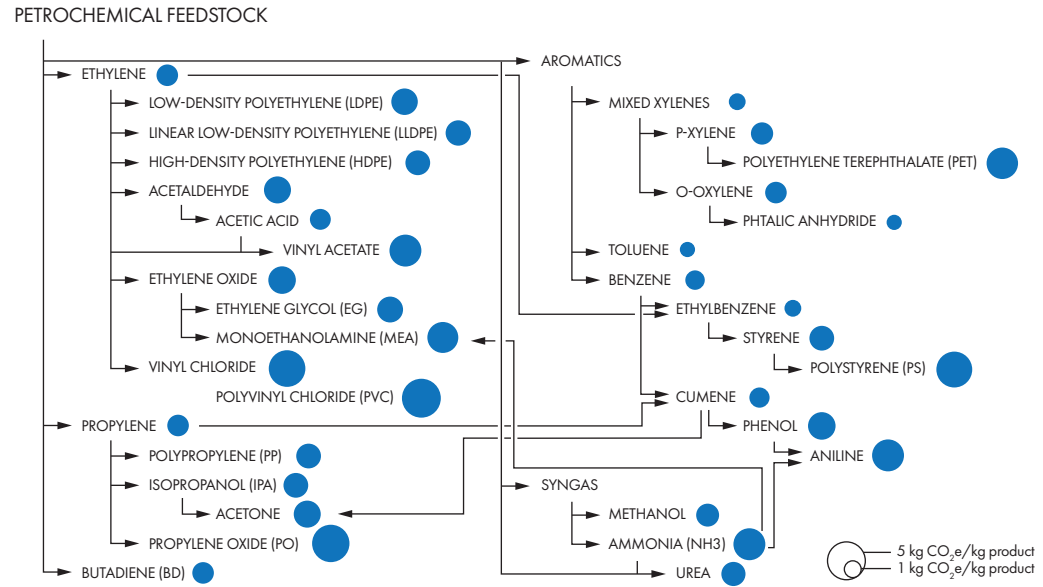 PETROCHEMICAL FEEDSTOCK
ETHYLENE
LOW-DENSITY POLYETHYLENE (LDPE)
LINEAR LOW-DENSITY POLYETHYLENE (LLDPE)
HIGH-DENSITY POLYETHYLENE (HDPE)
ACETALDEHYDE
ACETIC ACID
VINYL ACETATE
ETHYLENE OXIDE
ETHYLENE GLYCOL (EG)
MONOETHANOLAMINE (MEA)
VINYL CHLORIDE
POLYVINYL CHLORIDE (PVC)
PROPYLENE
POLYPROPYLENE (PP)
ISOPROPANOL (IPA)
ACETONE
PROPYLENE OXIDE (PO)
BUTADIENE (BD)
AROMATICS
MIXED XYLENES
P-XYLENE
POLYETHYLENE TEREPHTHALATE (PET)
O-OXYLENE
PHTALIC ANHYDRIDE
TOLUENE
BENZENE
ETHYLBENZENE
STYRENE
POLYSTYRENE (PS)
CUMENE
PHENOL
ANILINE
SYNGAS
METHANOL
AMMONIA (NH3)
UREA
5 kg CO₂e/kg product
1 kg CO₂e/kg product